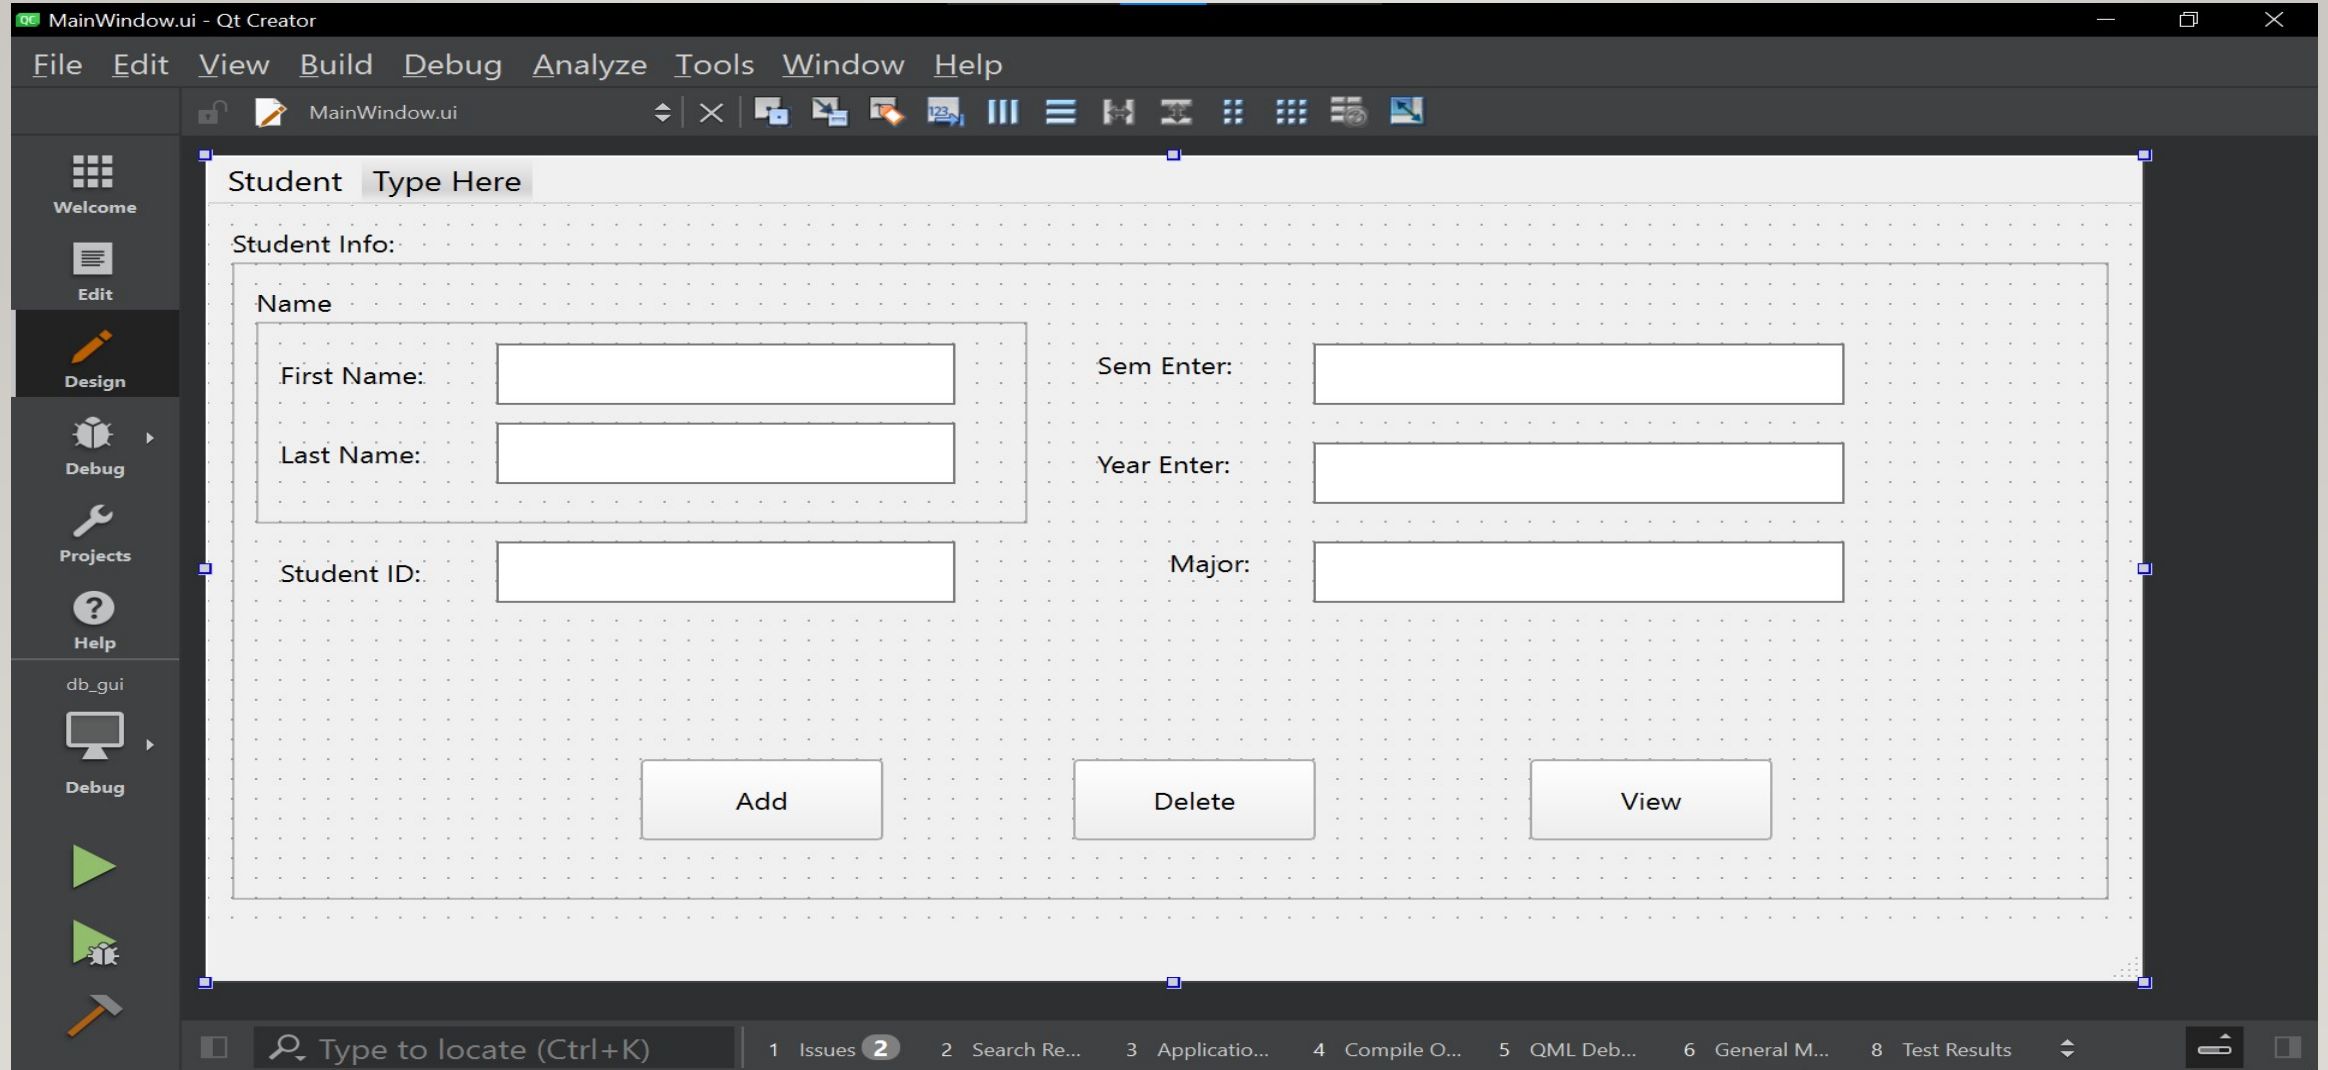 QC MainWindow.ui - Qt Creator
File Edit View Build Debug Analyze Tools Window Help
MainWindow.ui
123
Welcome
Edit
Design
Debug
Projects
Help
db_gui
Debug
Student Type Here
Student Info:
Name
First Name:
Last Name:
Student ID:
Sem Enter:
Year Enter:
Major:
Add Delete View
Type to locate (Ctrl+K) 1 Issues 2 2 Search Re... 3 Applicatio... 4 Compile O... 5 QML Deb... 6 General M... 8 Test Results